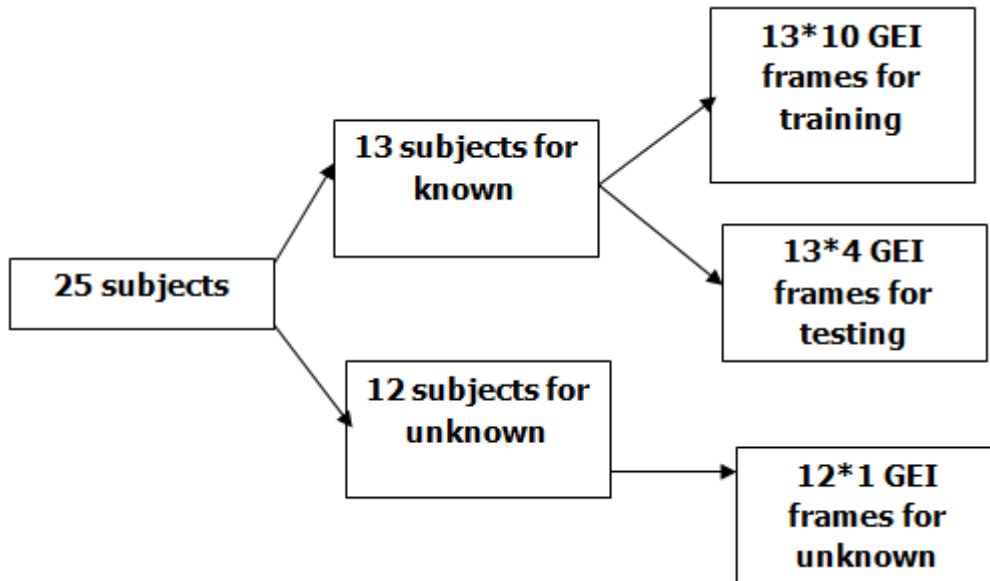 25 subjects
13 subjects for
known
12 subjects for
unknown
13*10 GEI
frames for
training
13*4 GEI
frames for
testing
12*1 GEI
frames for
unknown